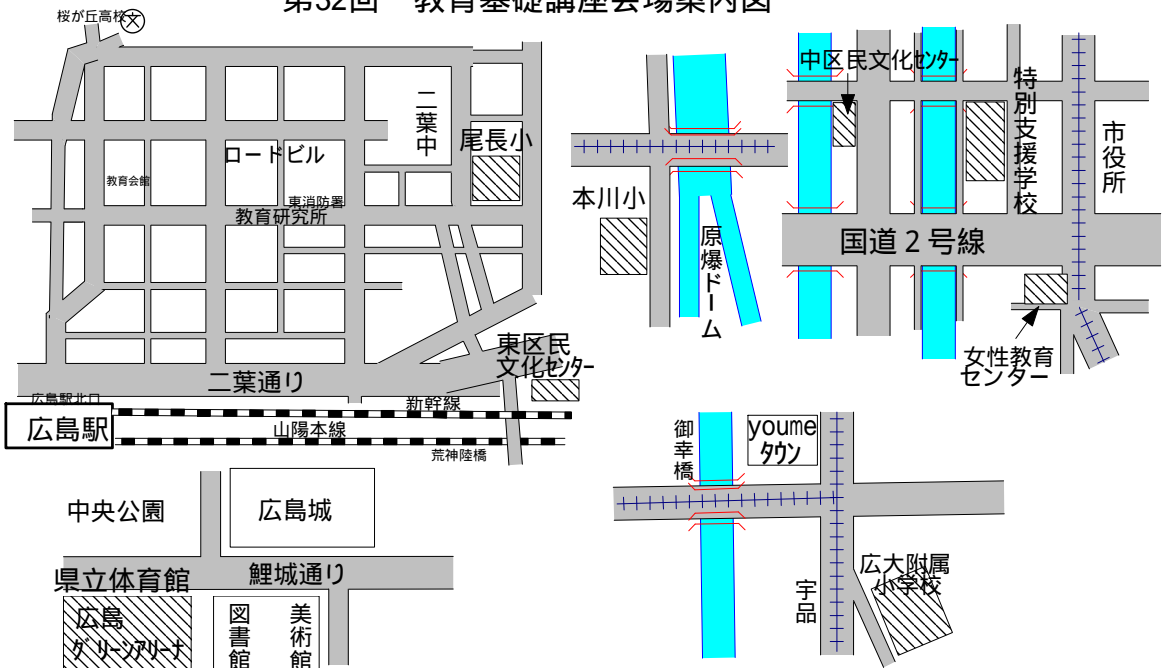 第32回 教育基礎講座会場案内図
桜が丘高校
二葉中
尾長小
ロードビル
教育会館
東消防署
教育研究所
東区民
文化センター
二葉通り
広島駅北口
広島駅
新幹線
山陽本線
荒神陸橋
本川小
原爆ドーム
中区民文化センター
特別支援学校
市役所
国道2号線
女性教育
センター
中央公園
広島城
県立体育館
鯉城通り
広島
グリーンアリーナ
図書館
美術館
御幸橋
youme
タウン
宇品
広大附属
小学校